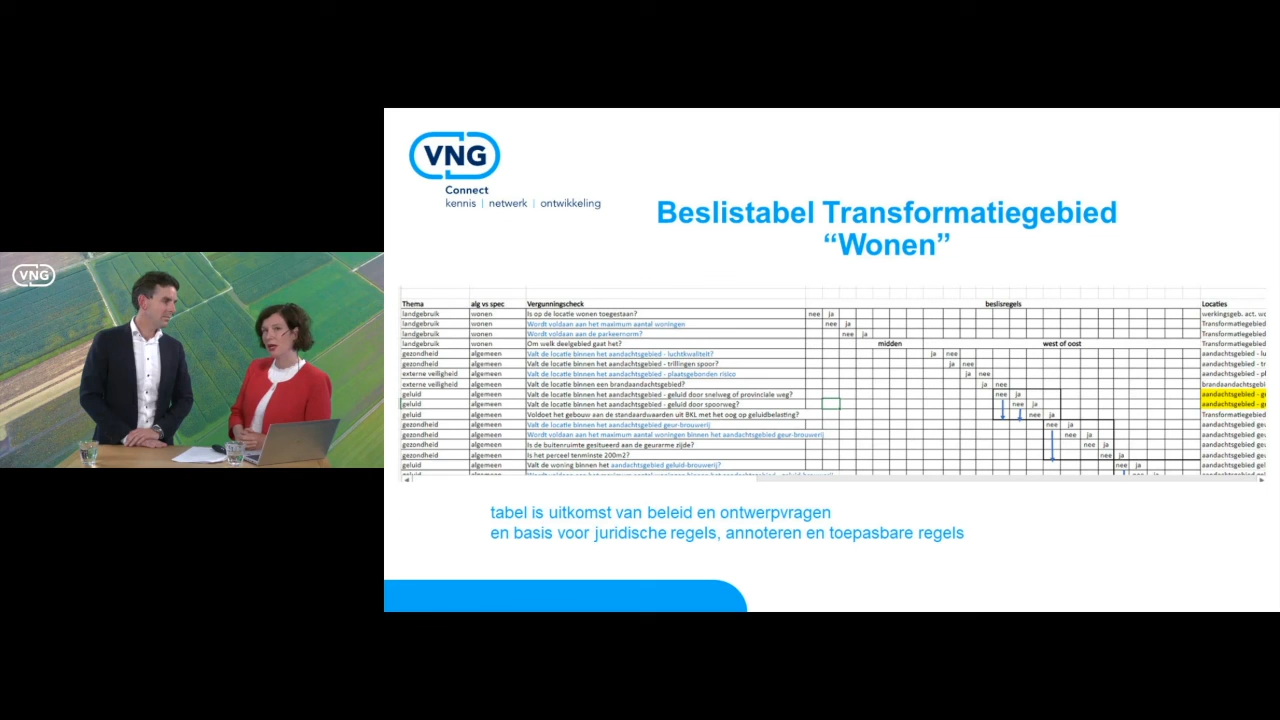 VNG
VNG
Connect
kennis | netwerk | ontwikkeling
Beslistabel Transformatiegebied
“Wonen”
Thema alg vs spec Vergunningscheck beslisregels Locaties
landgebruik wonen Is op de locatie wonen toegestaan? nee ja werkingsgeb. act. wo
landgebruik wonen Wordt voldaan aan het maximum aantal woningen nee ja Transformatiegebied
landgebruik wonen Wordt voldaan aan de parkeernorm? nee ja Transformatiegebied
landgebruik wonen Om welk deelgebied gaat het? midden west of oost Transformatiegebied
gezondheid algemeen Valt de locatie binnen het aandachtsgebied - luchtkwaliteit? ja nee aandachtsgebied - lu
gezondheid algemeen Valt de locatie binnen het aandachtsgebied - trillingen spoor? ja nee aandachtsgebied - tr
externe veiligheid algemeen Valt de locatie binnen het aandachtsgebied - plaatsgebonden risico ja nee aandachtsgebied - pl
externe veiligheid algemeen Valt de locatie binnen een brandaandachtsgebied? ja nee brandaandachtsgebi
geluid algemeen Valt de locatie binnen het aandachtsgebied - geluid door snelweg of provinciale weg? nee ja aandachtsgebied - ge
geluid algemeen Valt de locatie binnen het aandachtsgebied - geluid door spoorweg? nee ja aandachtsgebied - ge
geluid algemeen Voldoet het gebouw aan de standaardwaarden uit BKL met het oog op geluidbelasting? nee ja Transformatiegebied
gezondheid algemeen Valt de locatie binnen het aandachtsgebied geur-brouwerij nee ja aandachtsgebied geu
gezondheid algemeen Wordt voldaan aan het maximum aantal woningen binnen het aandachtsgebied geur-brouwerij nee ja aandachtsgebied geu
gezondheid algemeen Is de buitenruimte gesitueerd aan de geurarme zijde? nee ja aandachtsgebied geu
gezondheid algemeen Is het perceel tenminste 200m2? nee ja aandachtsgebied geu
geluid algemeen Valt de woning binnen het aandachtsgebied geluid-brouwerij? nee ja aandachtsgebied gel
tabel is uitkomst van beleid en ontwerpvragen
en basis voor juridische regels, annoteren en toepasbare regels